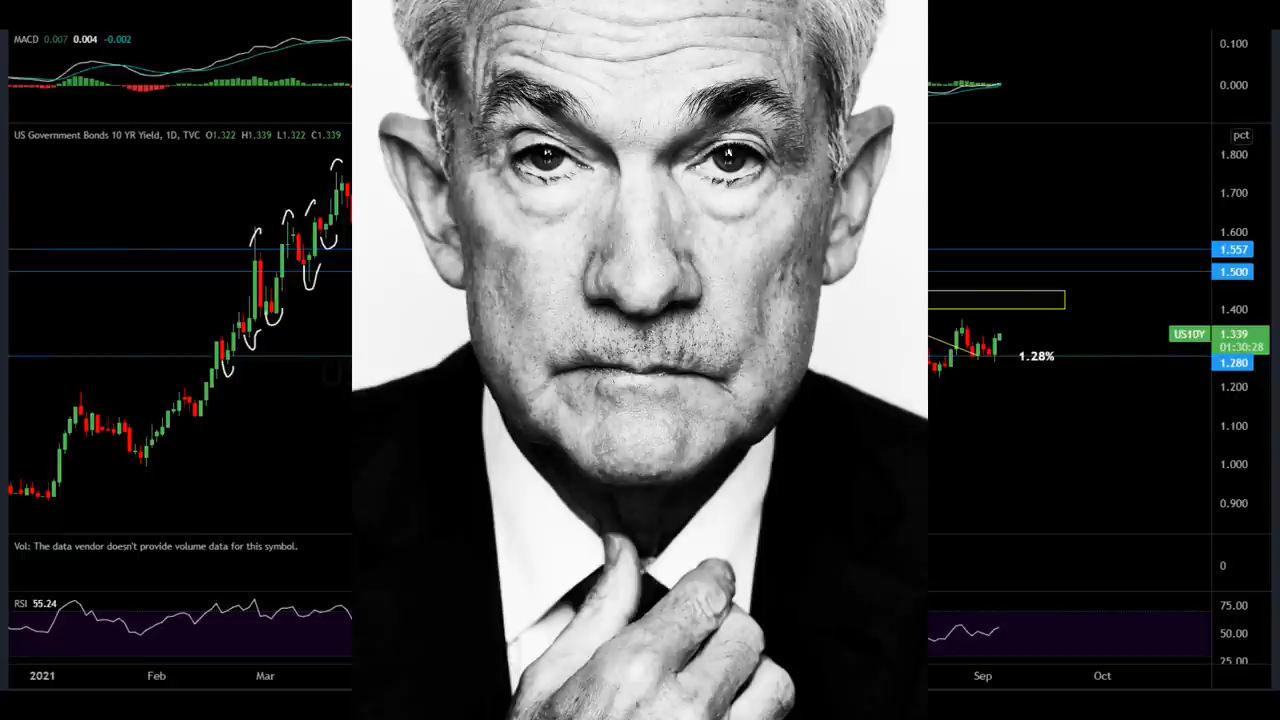 MACD 0.007 0.004 -0.002
0.100
0.000
US Government Bonds 10 YR Yield, 1D, TVC O1.322 H1.339 L1.322 C1.339
pct
1.800
1.700
1.600
1.557
1.500
1.400
US10Y 1.339
01:30:28
1.28%
1.280
1.200
1.100
1.000
0.900
Vol: The data vendor doesn't provide volume data for this symbol.
0
RSI 55.24
75.00
50.00
25.00
2021 Feb Mar Sep Oct